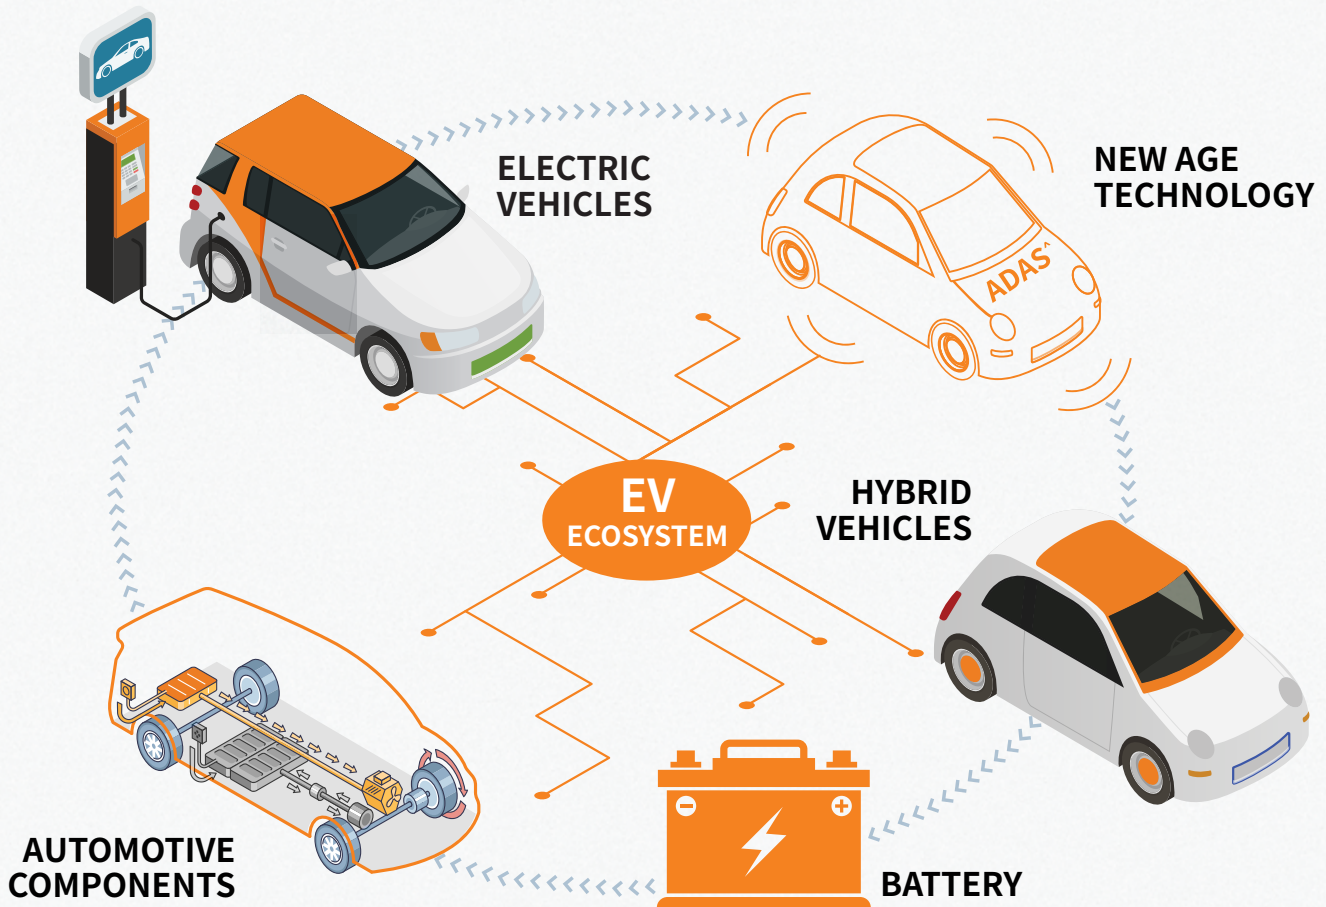 ELECTRIC
VEHICLES
NEW AGE
TECHNOLOGY
ADAS^
EV
ECOSYSTEM
HYBRID
VEHICLES
AUTOMOTIVE
COMPONENTS
BATTERY